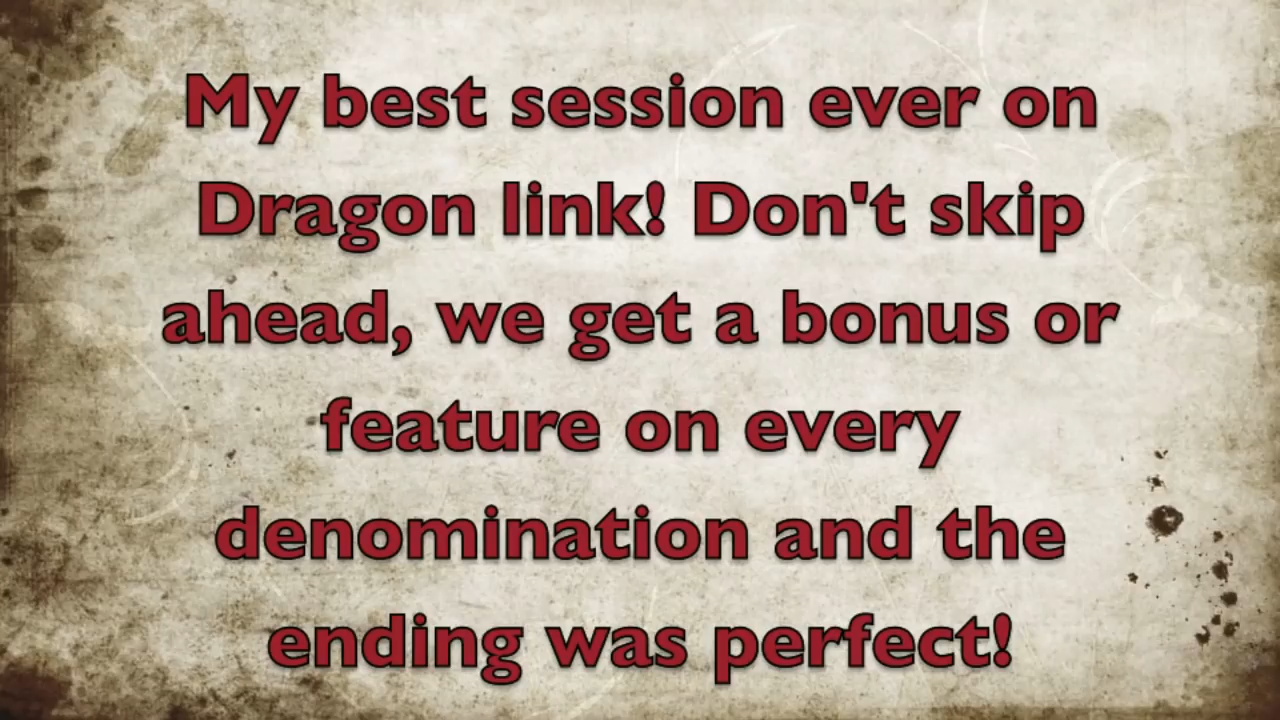 My best session ever on
Dragon link! Don't skip
ahead, we get a bonus or
feature on every
denomination and the
ending was perfect!